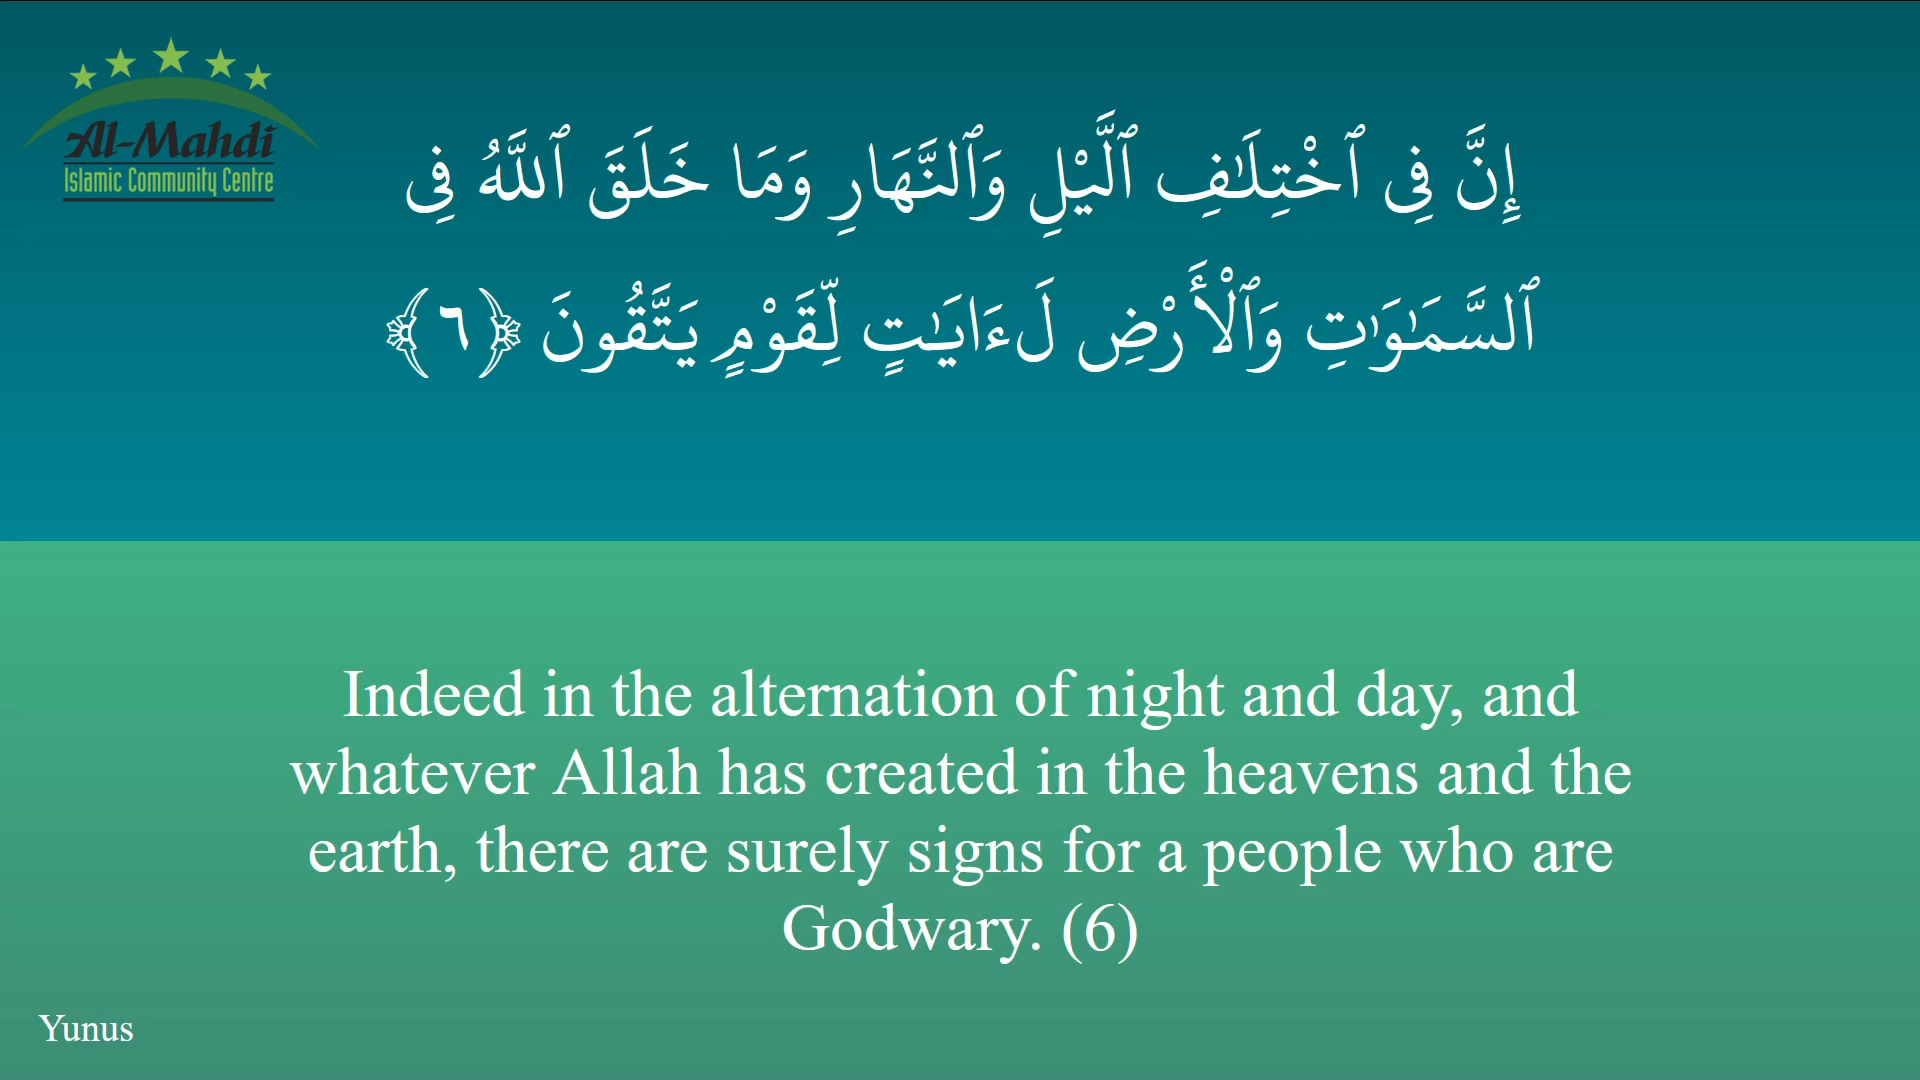 Al-Mahdi
Islamic Community Centre
إِنَّ فِى ٱخْتِلَـٰفِ ٱلَّيْلِ وَٱلنَّهَارِ وَمَا خَلَقَ ٱللَّهُ فِى
ٱلسَّمَـٰوَٰتِ وَٱلْأَرْضِ لَـَٔايَـٰتٍ لِّقَوْمٍ يَتَّقُونَ ﴿٦﴾
Indeed in the alternation of night and day, and
whatever Allah has created in the heavens and the
earth, there are surely signs for a people who are
Godwary. (6)
Yunus